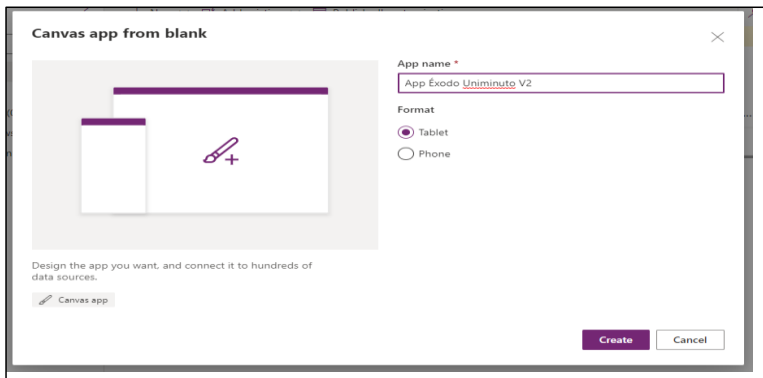 Canvas app from blank
App name *
App Éxodo Uniminuto V2
Format
Tablet
Phone
Design the app you want, and connect it to hundreds of
data sources.
Canvas app
Create
Cancel